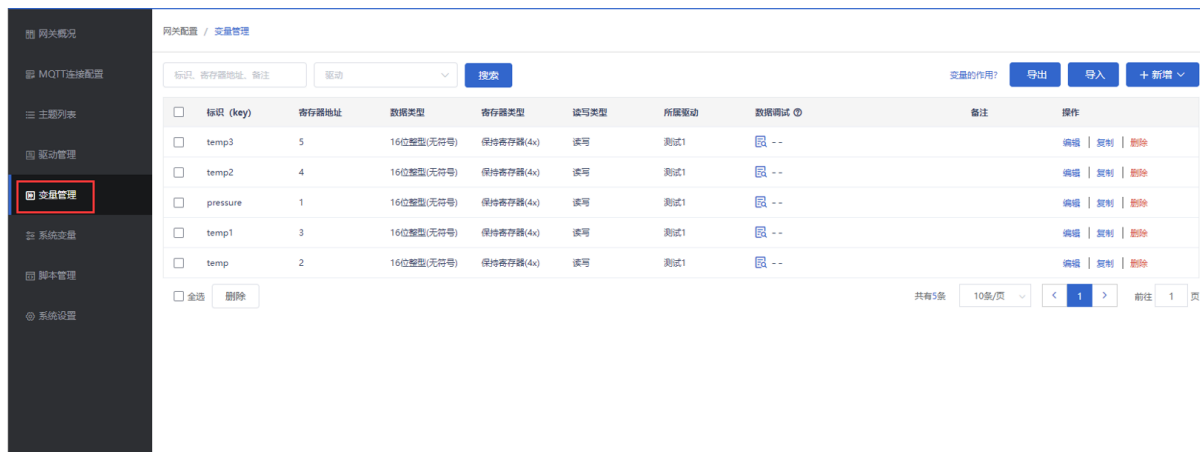 网关概况
MQTT连接配置
主题列表
驱动管理
变量管理
系统变量
脚本管理
系统设置
网关配置 / 变量管理
标识、寄存器地址、备注 驱动 搜索 变量的作用? 导出 导入 + 新增
标识 (key) 寄存器地址 数据类型 寄存器类型 读写类型 所属驱动 数据调试 备注 操作
temp3 5 16位整型(无符号) 保持寄存器(4x) 读写 测试1 -- 编辑 | 复制 | 删除
temp2 4 16位整型(无符号) 保持寄存器(4x) 读写 测试1 -- 编辑 | 复制 | 删除
pressure 1 16位整型(无符号) 保持寄存器(4x) 读写 测试1 -- 编辑 | 复制 | 删除
temp1 3 16位整型(无符号) 保持寄存器(4x) 读写 测试1 -- 编辑 | 复制 | 删除
temp 2 16位整型(无符号) 保持寄存器(4x) 读写 测试1 -- 编辑 | 复制 | 删除
全选 删除 共有5条 10条/页 < 1 > 前往 1 页